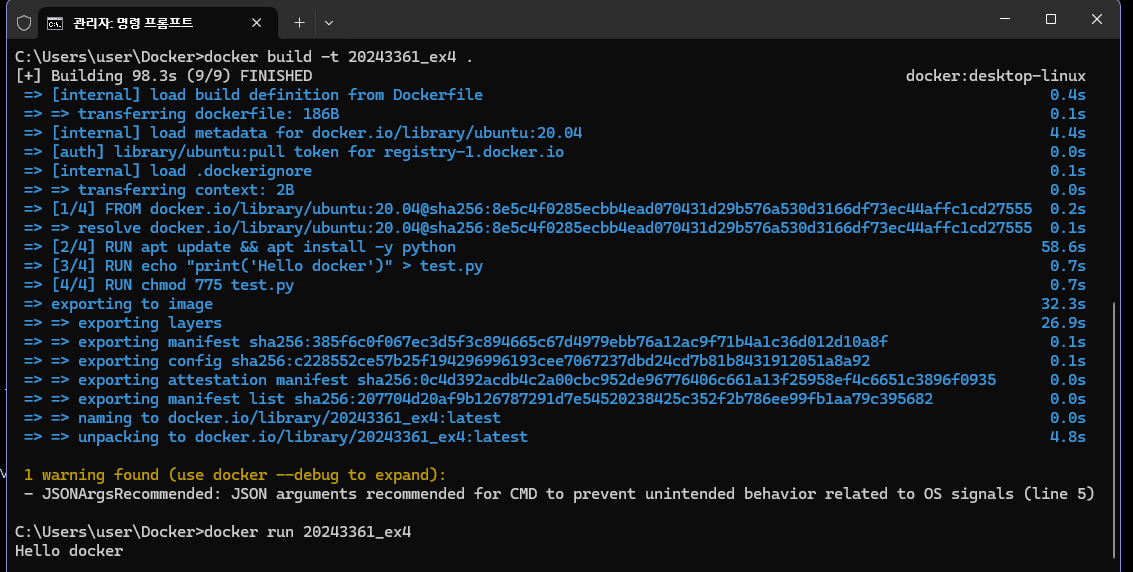 관리자: 명령 프롬프트
C:\Users\user\Docker>docker build -t 20243361_ex4 .
[+] Building 98.3s (9/9) FINISHED docker:desktop-linux
=> [internal] load build definition from Dockerfile 0.4s
=> => transferring dockerfile: 186B 0.1s
=> [internal] load metadata for docker.io/library/ubuntu:20.04 4.4s
=> [auth] library/ubuntu:pull token for registry-1.docker.io 0.0s
=> [internal] load .dockerignore 0.1s
=> => transferring context: 2B 0.0s
=> [1/4] FROM docker.io/library/ubuntu:20.04@sha256:8e5c4f0285ecbb4ead070431d29b576a530d3166df73ec44affc1cd27555 0.2s
=> => resolve docker.io/library/ubuntu:20.04@sha256:8e5c4f0285ecbb4ead070431d29b576a530d3166df73ec44affc1cd27555 0.1s
=> [2/4] RUN apt update && apt install -y python 58.6s
=> [3/4] RUN echo "print('Hello docker')" > test.py 0.7s
=> [4/4] RUN chmod 775 test.py 0.7s
=> exporting to image 32.3s
=> => exporting layers 26.9s
=> => exporting manifest sha256:385f6c0f067ec3d5f3c894665c67d4979ebb76a12ac9f71b4a1c36d012d10a8f 0.1s
=> => exporting config sha256:c228552ce57b25f194296996193cee7067237dbd24cd7b81b8431912051a8a92 0.1s
=> => exporting attestation manifest sha256:0c4d392acdb4c2a00cbc952de96776406c661a13f25958ef4c6651c3896f0935 0.0s
=> => exporting manifest list sha256:207704d20af9b126787291d7e54520238425c352f2b786ee99fb1aa79c395682 0.0s
=> => naming to docker.io/library/20243361_ex4:latest 0.0s
=> => unpacking to docker.io/library/20243361_ex4:latest 4.8s
1 warning found (use docker --debug to expand):
- JSONArgsRecommended: JSON arguments recommended for CMD to prevent unintended behavior related to OS signals (line 5)
C:\Users\user\Docker>docker run 20243361_ex4
Hello docker